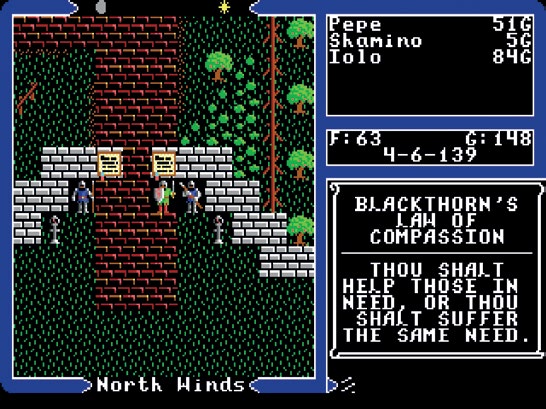 Pepe 51G
Shamino 5G
Iolo 84G
F:63 G:148
4-6-139
BLACKTHORN'S
LAW OF
COMPASSION
THOU SHALT
HELP THOSE IN
NEED, OR THOU
SHALT SUFFER
THE SAME NEED.
North Winds